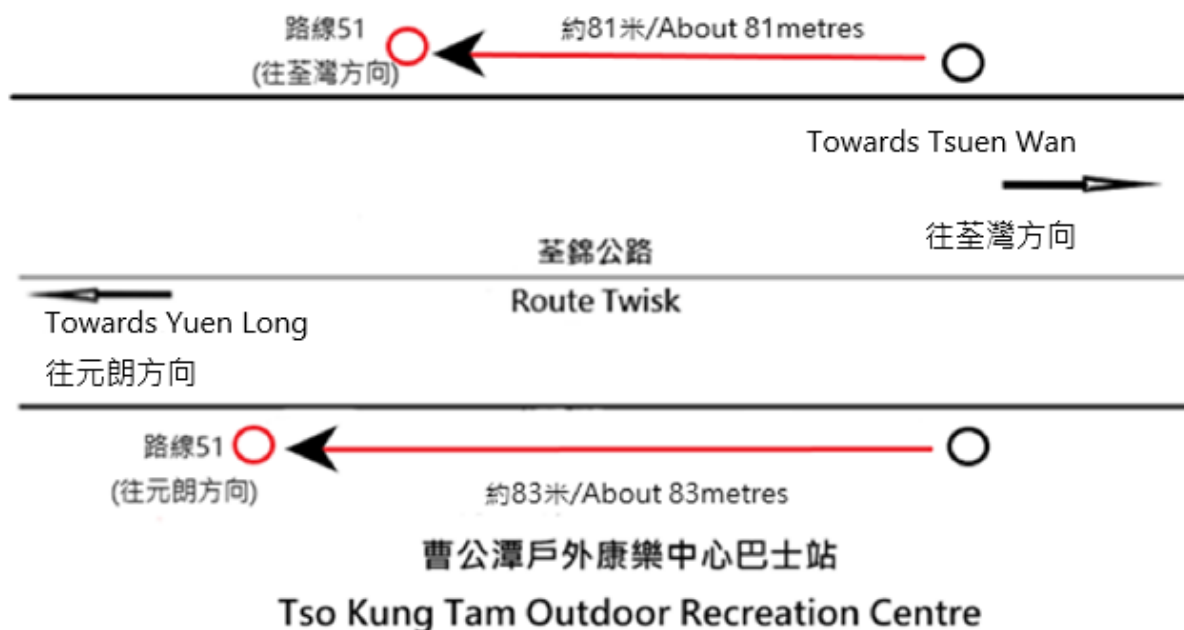 路線51
(往荃灣方向)
約81米/About 81metres
Towards Tsuen Wan
往荃灣方向
荃錦公路
Route Twisk
Towards Yuen Long
往元朗方向
路線51
(往元朗方向)
約83米/About 83metres
曹公潭戶外康樂中心巴士站
Tso Kung Tam Outdoor Recreation Centre